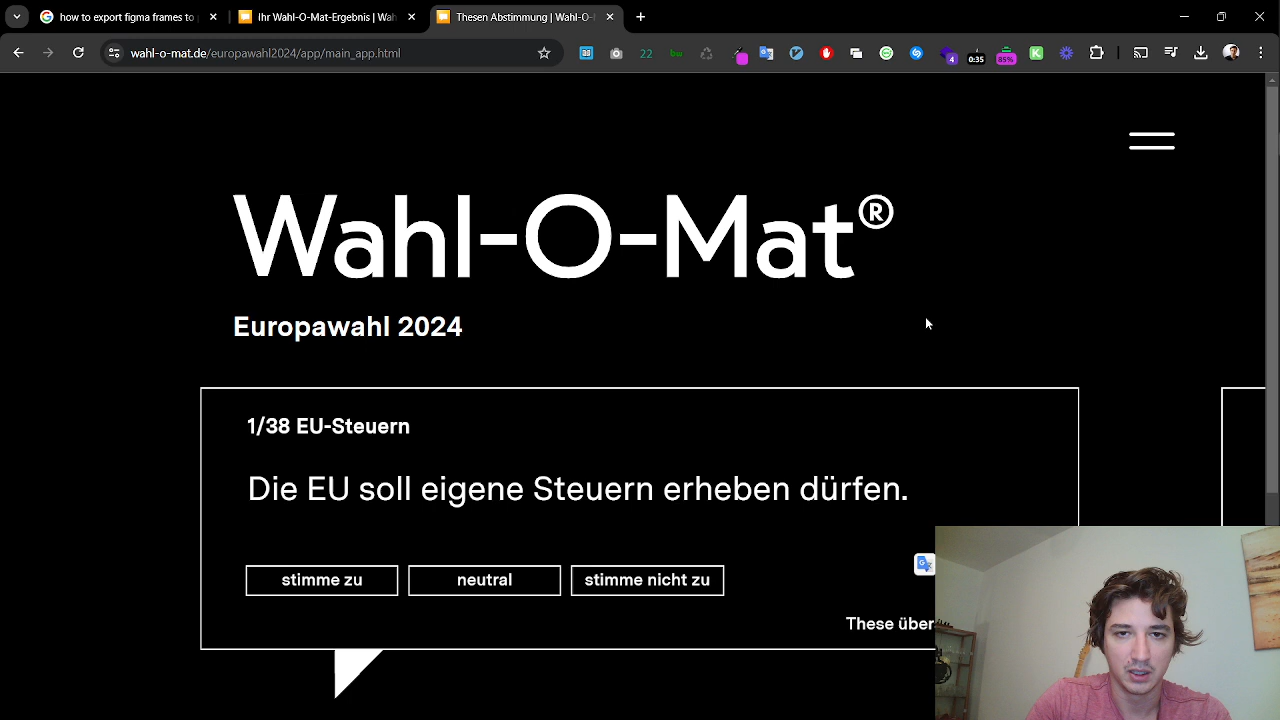 how to export figma frames to
Ihr Wahl-O-Mat-Ergebnis | Wah
Thesen Abstimmung | Wahl-O-
wahl-o-mat.de/europawahl2024/app/main_app.html
22
4
0:35
85%
K
Wahl-O-Mat®
Europawahl 2024
1/38 EU-Steuern
Die EU soll eigene Steuern erheben dürfen.
stimme zu
neutral
stimme nicht zu
These über